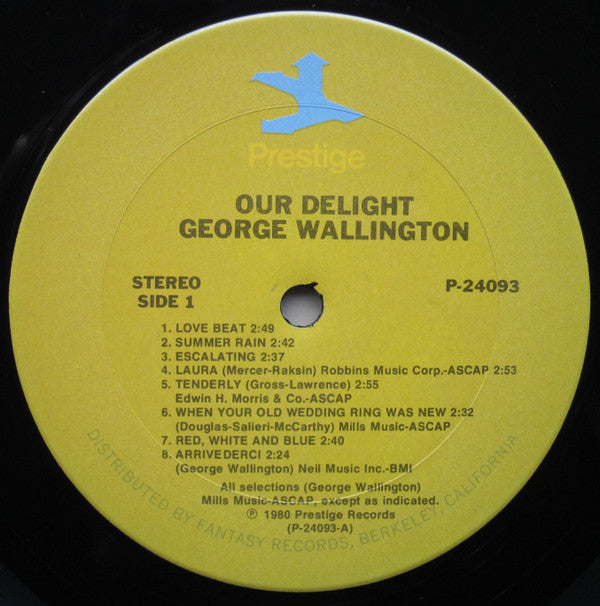 Prestige
OUR DELIGHT
GEORGE WALLINGTON
STEREO
SIDE 1
P-24093
1. LOVE BEAT 2:49
2. SUMMER RAIN 2:42
3. ESCALATING 2:37
4. LAURA (Mercer-Raksin) Robbins Music Corp.-ASCAP 2:53
5. TENDERLY (Gross-Lawrence) 2:55
Edwin H. Morris & Co.-ASCAP
6. WHEN YOUR OLD WEDDING RING WAS NEW 2:32
(Douglas-Salieri-McCarthy) Mills Music-ASCAP
7. RED, WHITE AND BLUE 2:40
8. ARRIVEDERCI 2:24
(George Wallington) Neil Music Inc.-BMI
All selections (George Wallington)
Mills Music-ASCAP, except as indicated.
℗ 1980 Prestige Records
(P-24093-A)
DISTRIBUTED BY FANTASY RECORDS, BERKELEY, CALIFORNIA